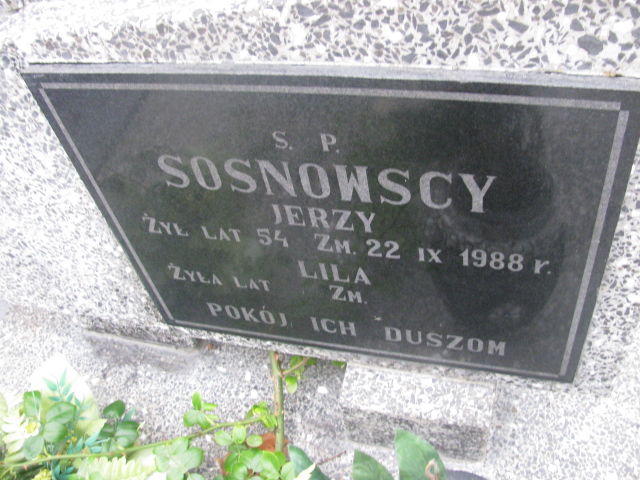 Ś. P.
SOSNOWSCY
JERZY
ŻYŁ LAT 54 ZM. 22 IX 1988 r.
LILA
ŻYŁA LAT ZM.
POKÓJ ICH DUSZOM